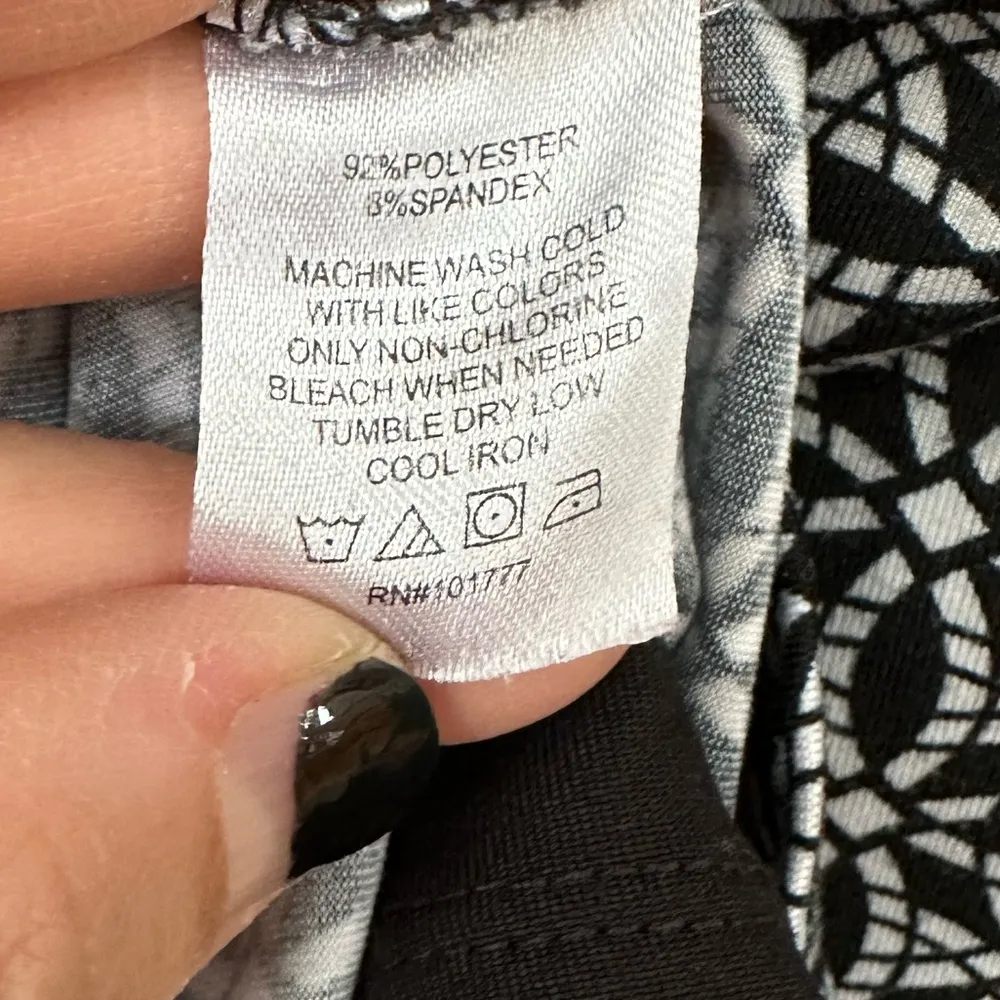 92%POLYESTER
8%SPANDEX
MACHINE WASH COLD
WITH LIKE COLORS
ONLY NON-CHLORINE
BLEACH WHEN NEEDED
TUMBLE DRY LOW
COOL IRON
RN#101777